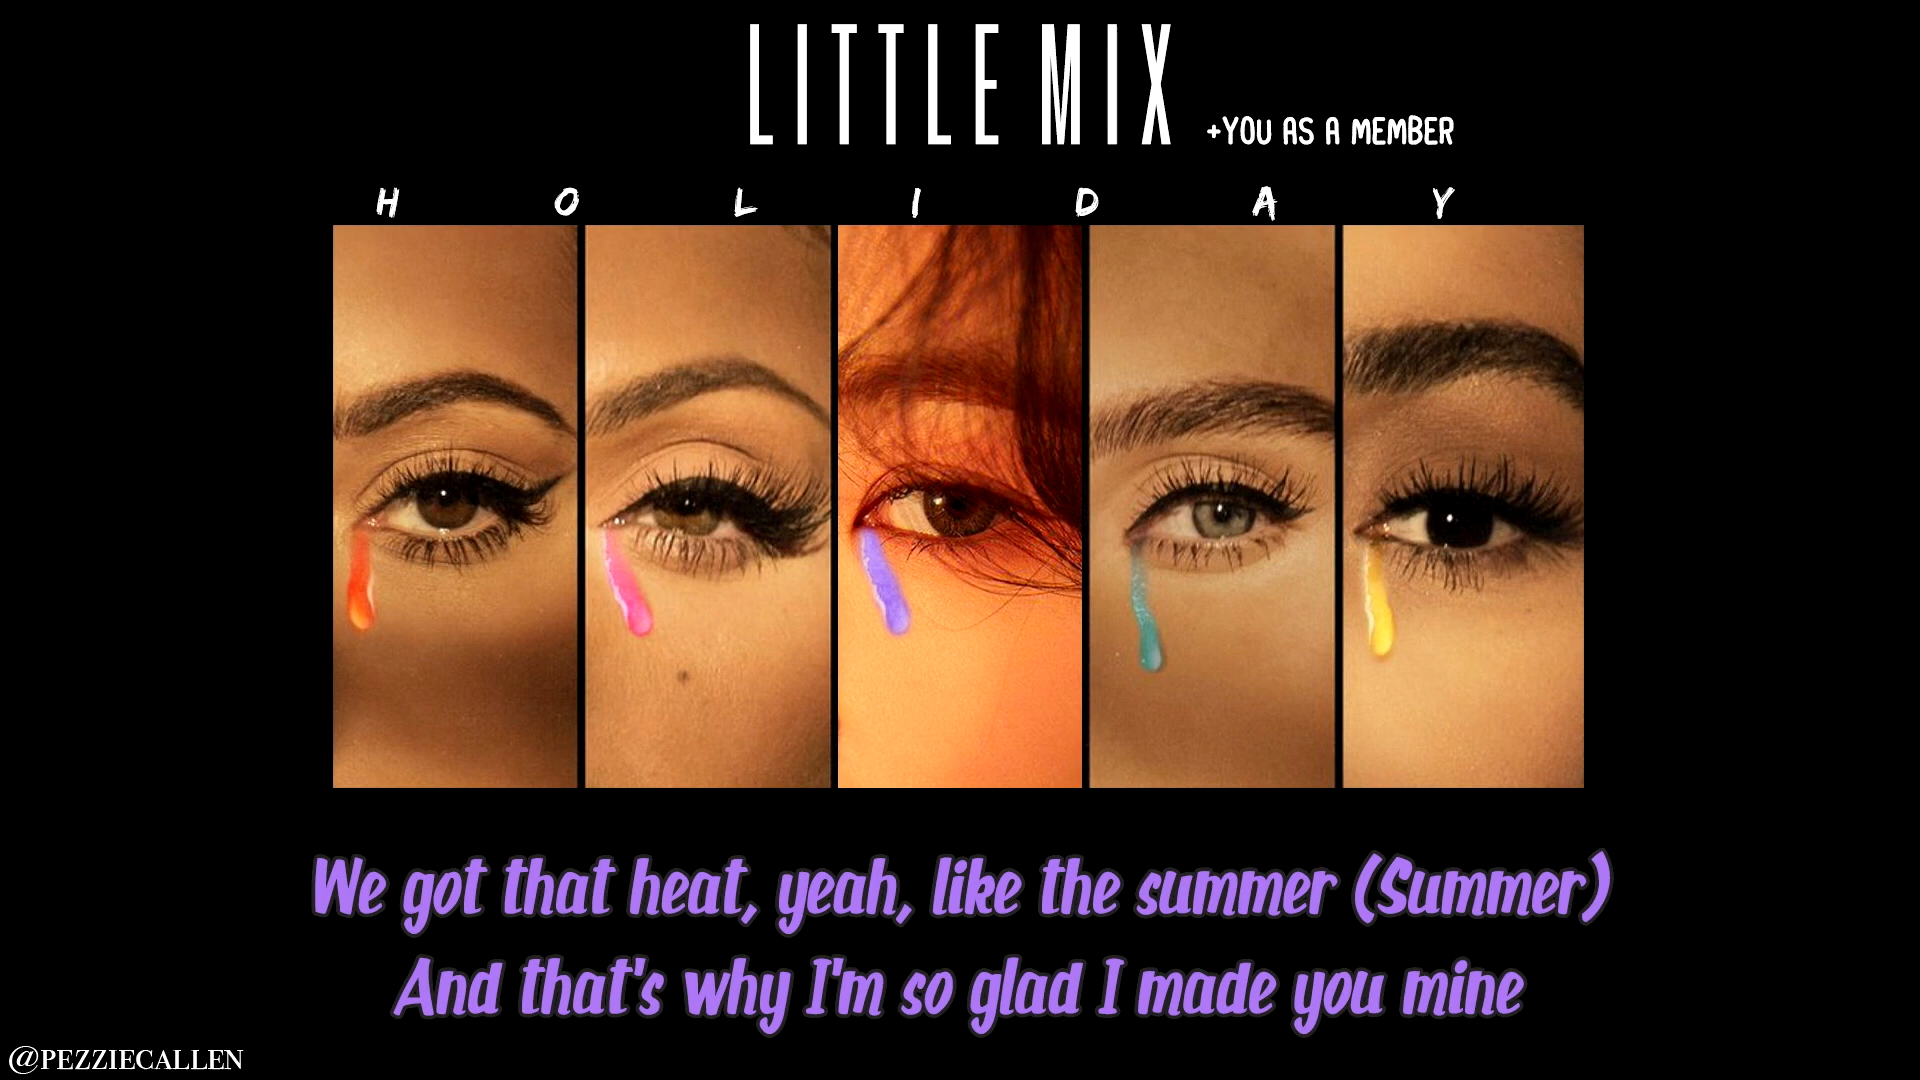 LITTLE MIX
+YOU AS A MEMBER
H O L I D A Y
We got that heat, yeah, like the summer (Summer)
And that's why I'm so glad I made you mine
@PEZZIECALLEN